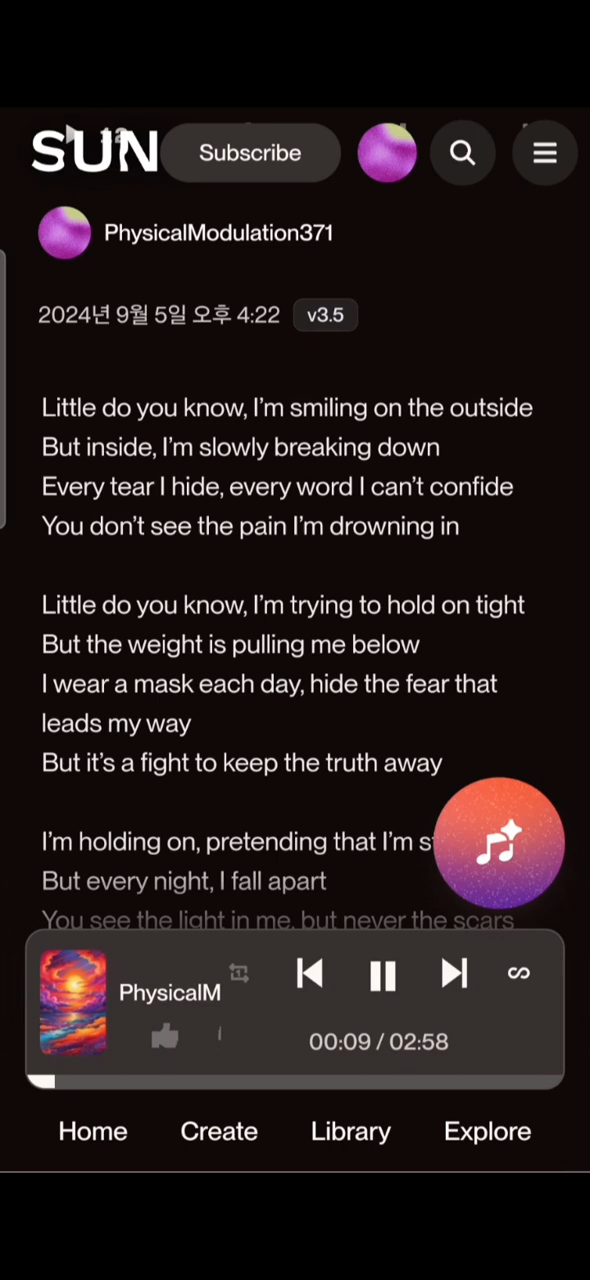 SUN
Subscribe
PhysicalModulation371
2024년 9월 5일 오후 4:22 v3.5
Little do you know, I'm smiling on the outside
But inside, I'm slowly breaking down
Every tear I hide, every word I can't confide
You don't see the pain I'm drowning in
Little do you know, I'm trying to hold on tight
But the weight is pulling me below
I wear a mask each day, hide the fear that
leads my way
But it's a fight to keep the truth away
I'm holding on, pretending that I'm
But every night, I fall apart
You see the light in me, but never the scars
PhysicalM
00:09 / 02:58
Home Create Library Explore